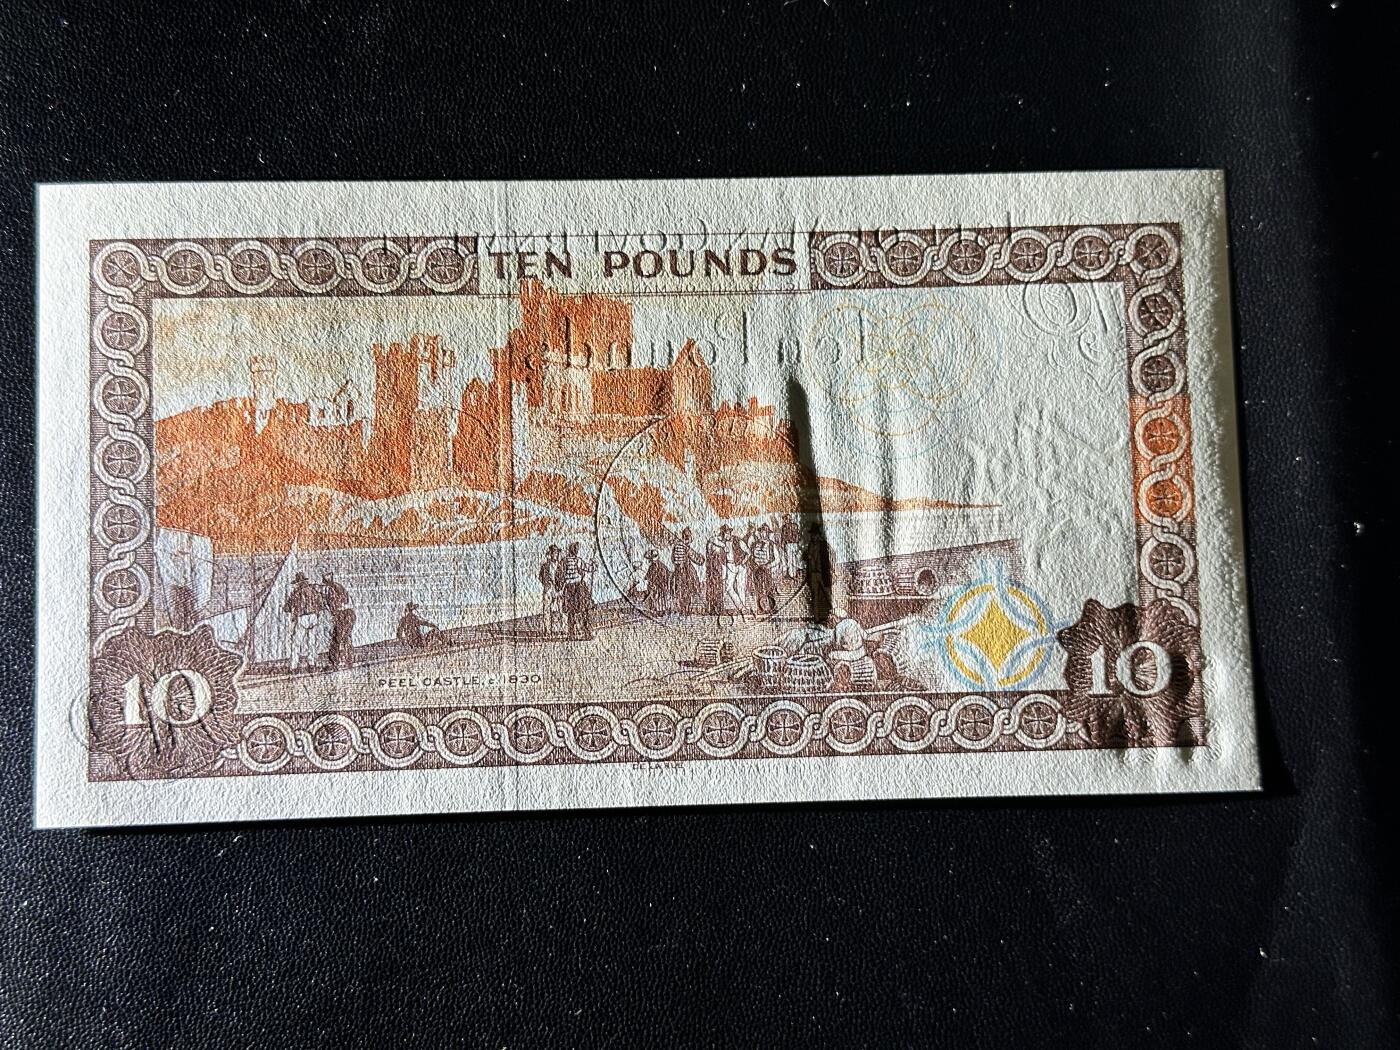 TEN POUNDS
PEEL CASTLE, c. 1830
10
10